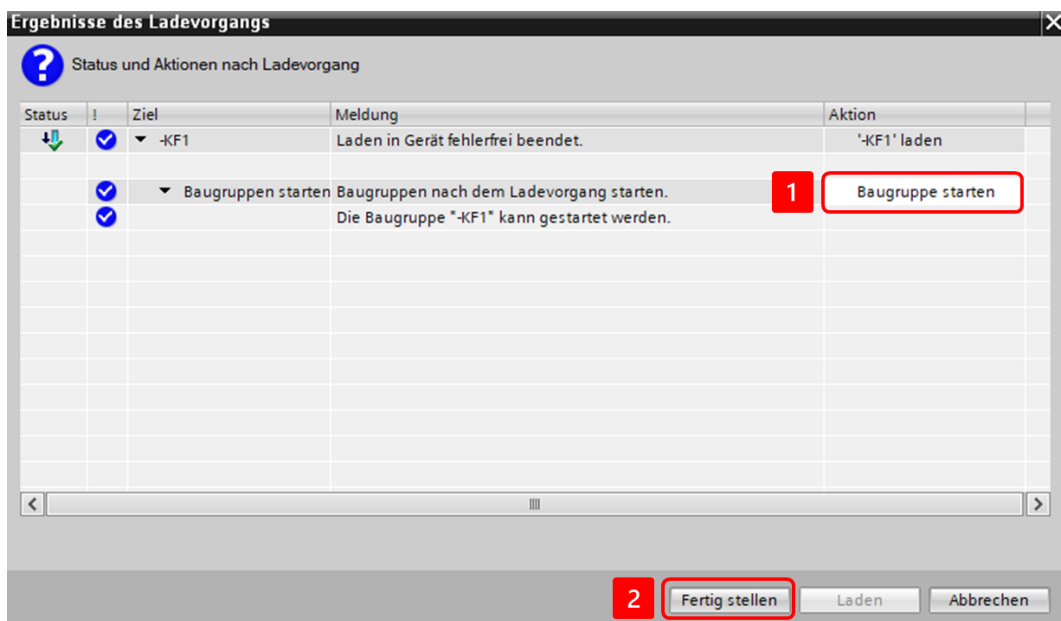 Ergebnisse des Ladevorgangs
Status und Aktionen nach Ladevorgang
Status ! Ziel Meldung Aktion
-KF1 Laden in Gerät fehlerfrei beendet. '-KF1' laden
Baugruppen starten Baugruppen nach dem Ladevorgang starten. 1 Baugruppe starten
Die Baugruppe "-KF1" kann gestartet werden.
2 Fertig stellen Laden Abbrechen